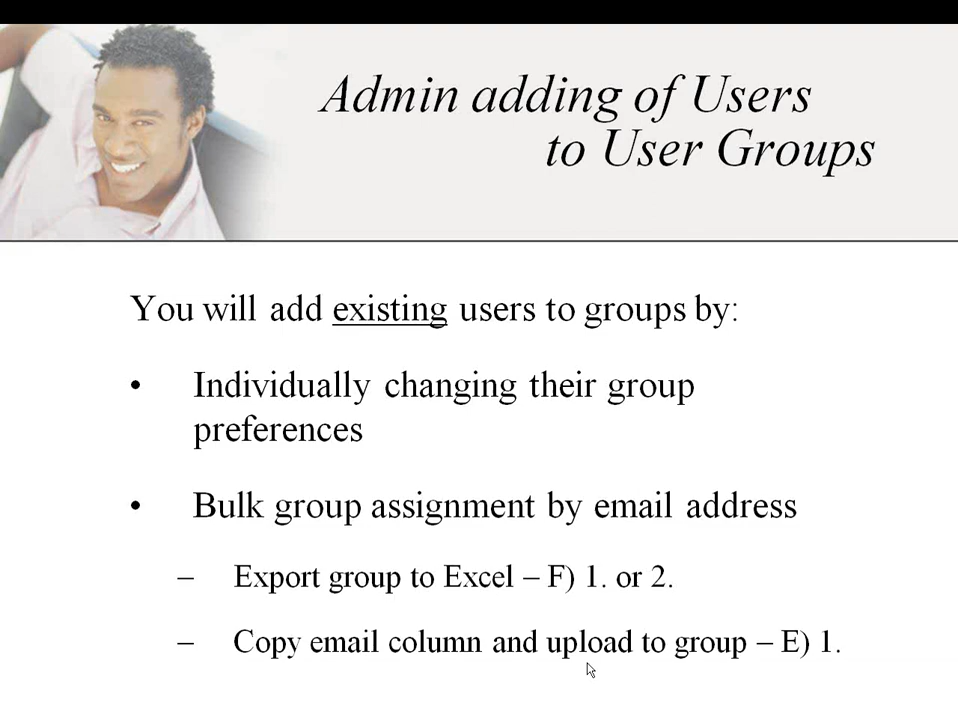 Admin adding of Users
to User Groups
You will add existing users to groups by:
• Individually changing their group
preferences
• Bulk group assignment by email address
– Export group to Excel – F) 1. or 2.
– Copy email column and upload to group – E) 1.